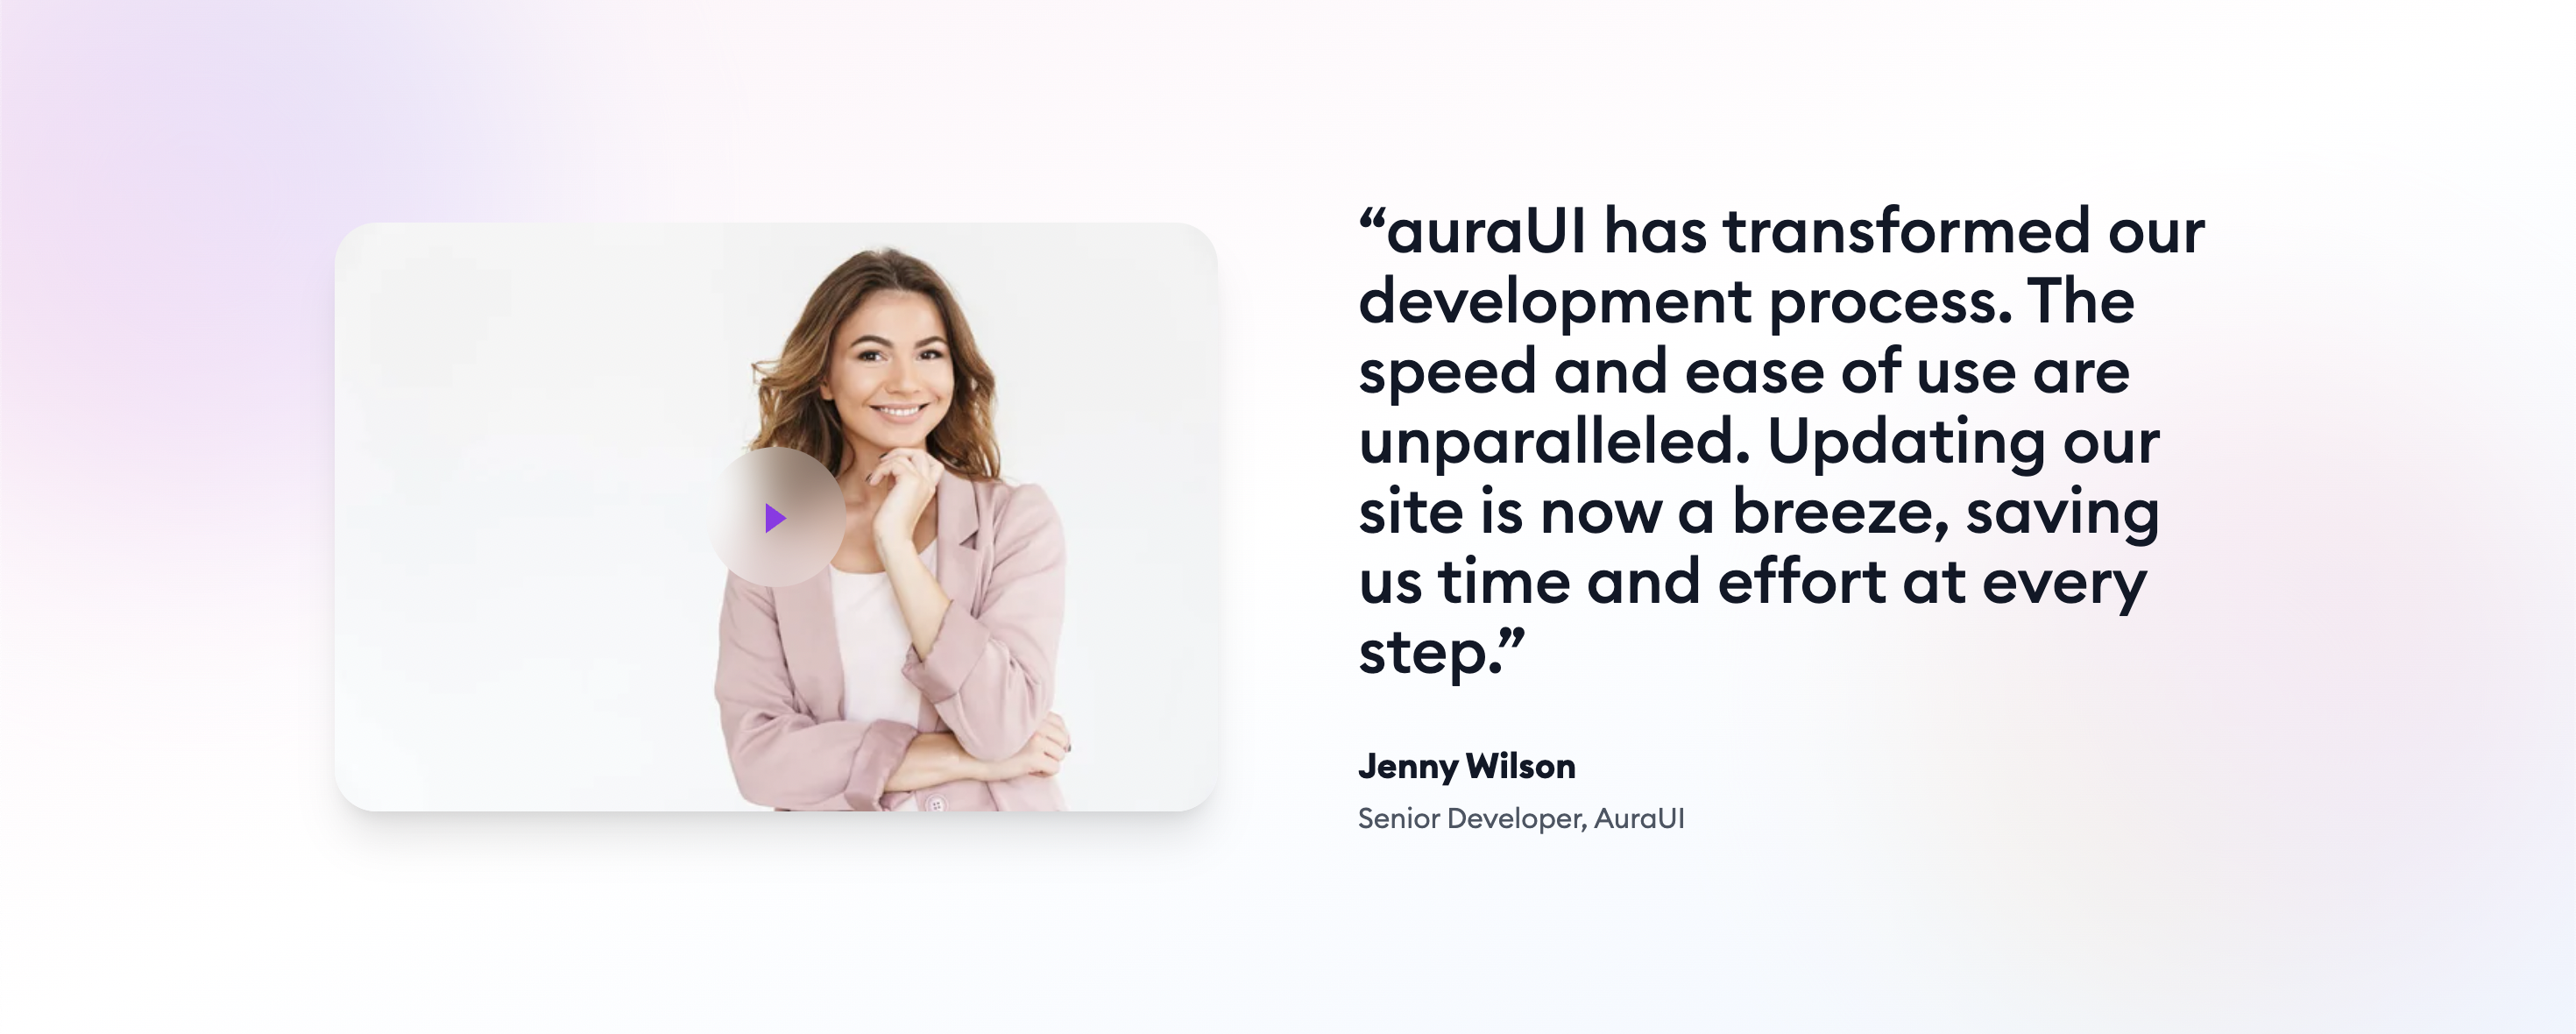 “auraUI has transformed our
development process. The
speed and ease of use are
unparalleled. Updating our
site is now a breeze, saving
us time and effort at every
step.”
Jenny Wilson
Senior Developer, AuraUI